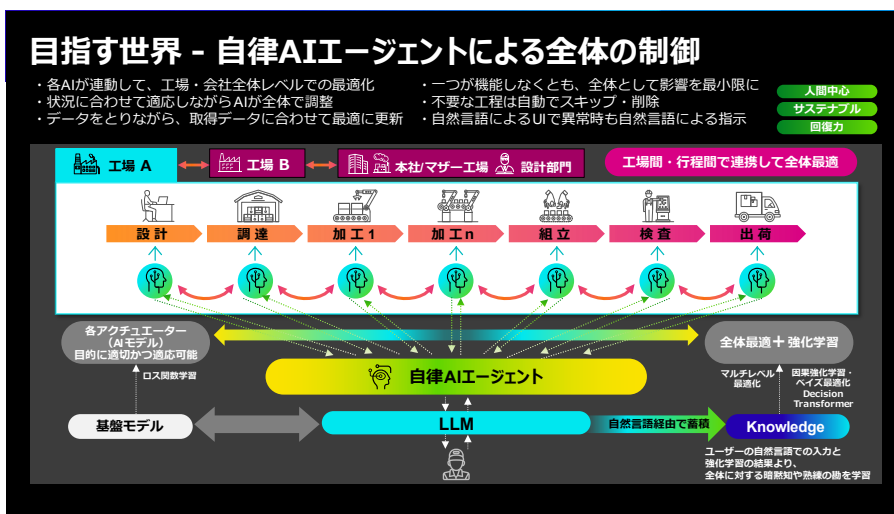 目指す世界 - 自律AIエージェントによる全体の制御
・各AIが連動して、工場・会社全体レベルでの最適化
・状況に合わせて適応しながらAIが全体で調整
・データをとりながら、取得データに合わせて最適に更新
・一つが機能しなくとも、全体として影響を最小限に
・不要な工程は自動でスキップ・削除
・自然言語によるUIで異常時も自然言語による指示
人間中心
サステナブル
回復力
工場 A
工場 B
本社/マザー工場
設計部門
工場間・行程間で連携して全体最適
設計
調達
加工1
加工n
組立
検査
出荷
各アクチュエーター
(AIモデル)
目的に適切かつ適応可能
全体最適＋強化学習
自律AIエージェント
ロス関数学習
マルチレベル
最適化
因果強化学習・
ベイズ最適化
Decision
Transformer
基盤モデル
LLM
自然言語経由で蓄積
Knowledge
ユーザーの自然言語での入力と
強化学習の結果より、
全体に対する暗黙知や熟練の勘を学習